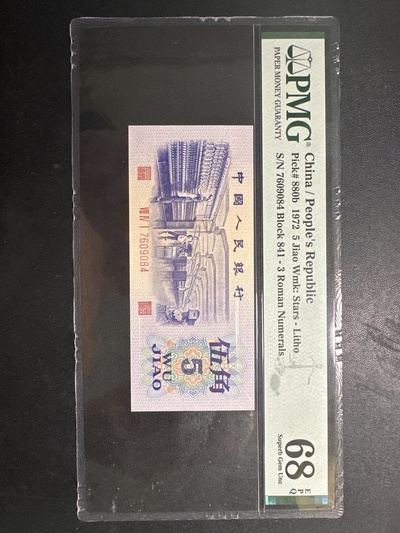 PMG
PAPER MONEY GUARANTY
China / People's Republic
Pick# 880b 1972 5 Jiao Wmk: Stars - Litho
S/N 7609084 Block 841 - 3 Roman Numerals
68 EPQ
Superb Gem Unc
中国人民银行
VIII IV I 7609084
伍角
5
WU
JIAO